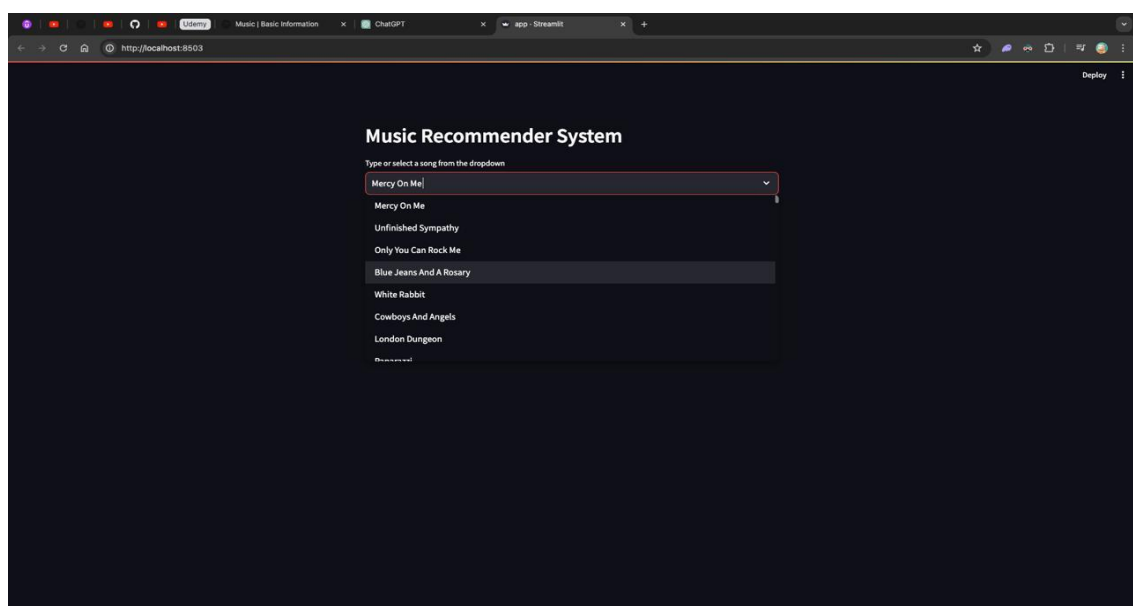 Udemy Music | Basic Information ChatGPT app · Streamlit
http://localhost:8503
Deploy
Music Recommender System
Type or select a song from the dropdown
Mercy On Me
Mercy On Me
Unfinished Sympathy
Only You Can Rock Me
Blue Jeans And A Rosary
White Rabbit
Cowboys And Angels
London Dungeon
Paparazzi